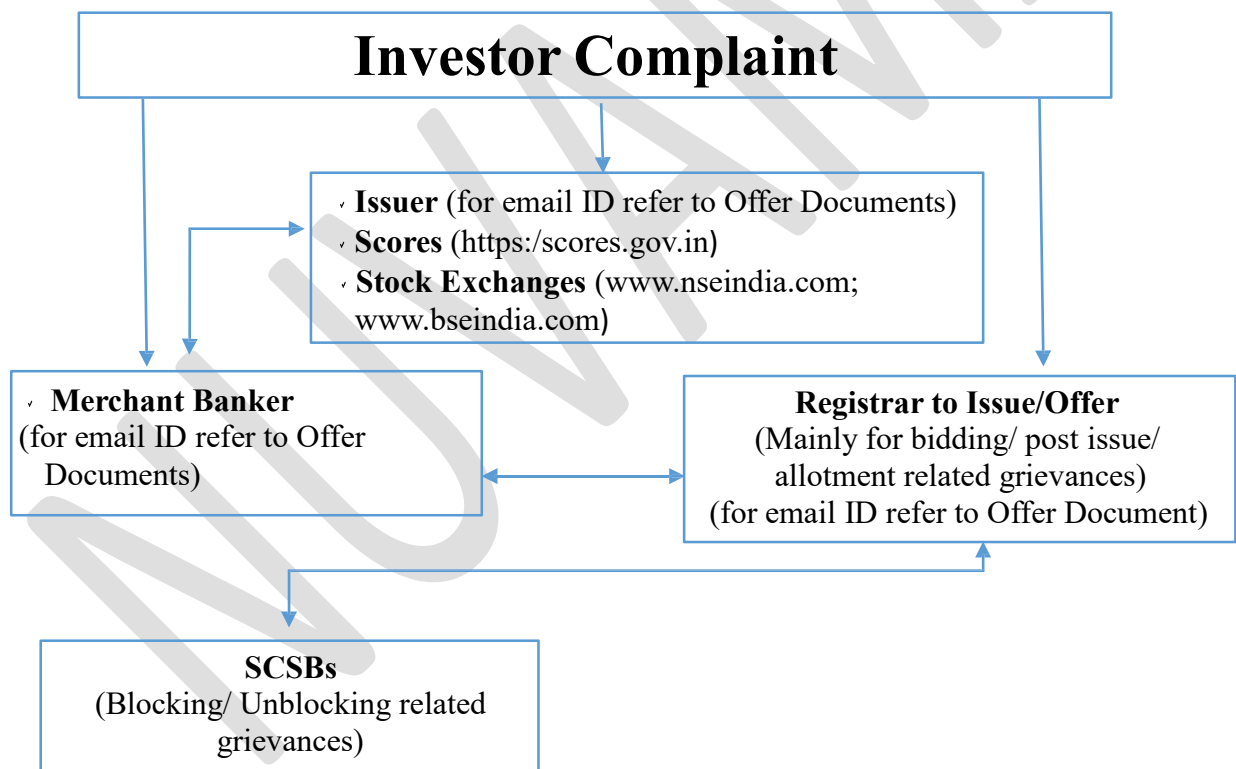 Investor Complaint
✓ Issuer (for email ID refer to Offer Documents)
✓ Scores (https:/scores.gov.in)
✓ Stock Exchanges (www.nseindia.com;
www.bseindia.com)
✓ Merchant Banker
(for email ID refer to Offer
Documents)
Registrar to Issue/Offer
(Mainly for bidding/ post issue/
allotment related grievances)
(for email ID refer to Offer Document)
SCSBs
(Blocking/ Unblocking related
grievances)